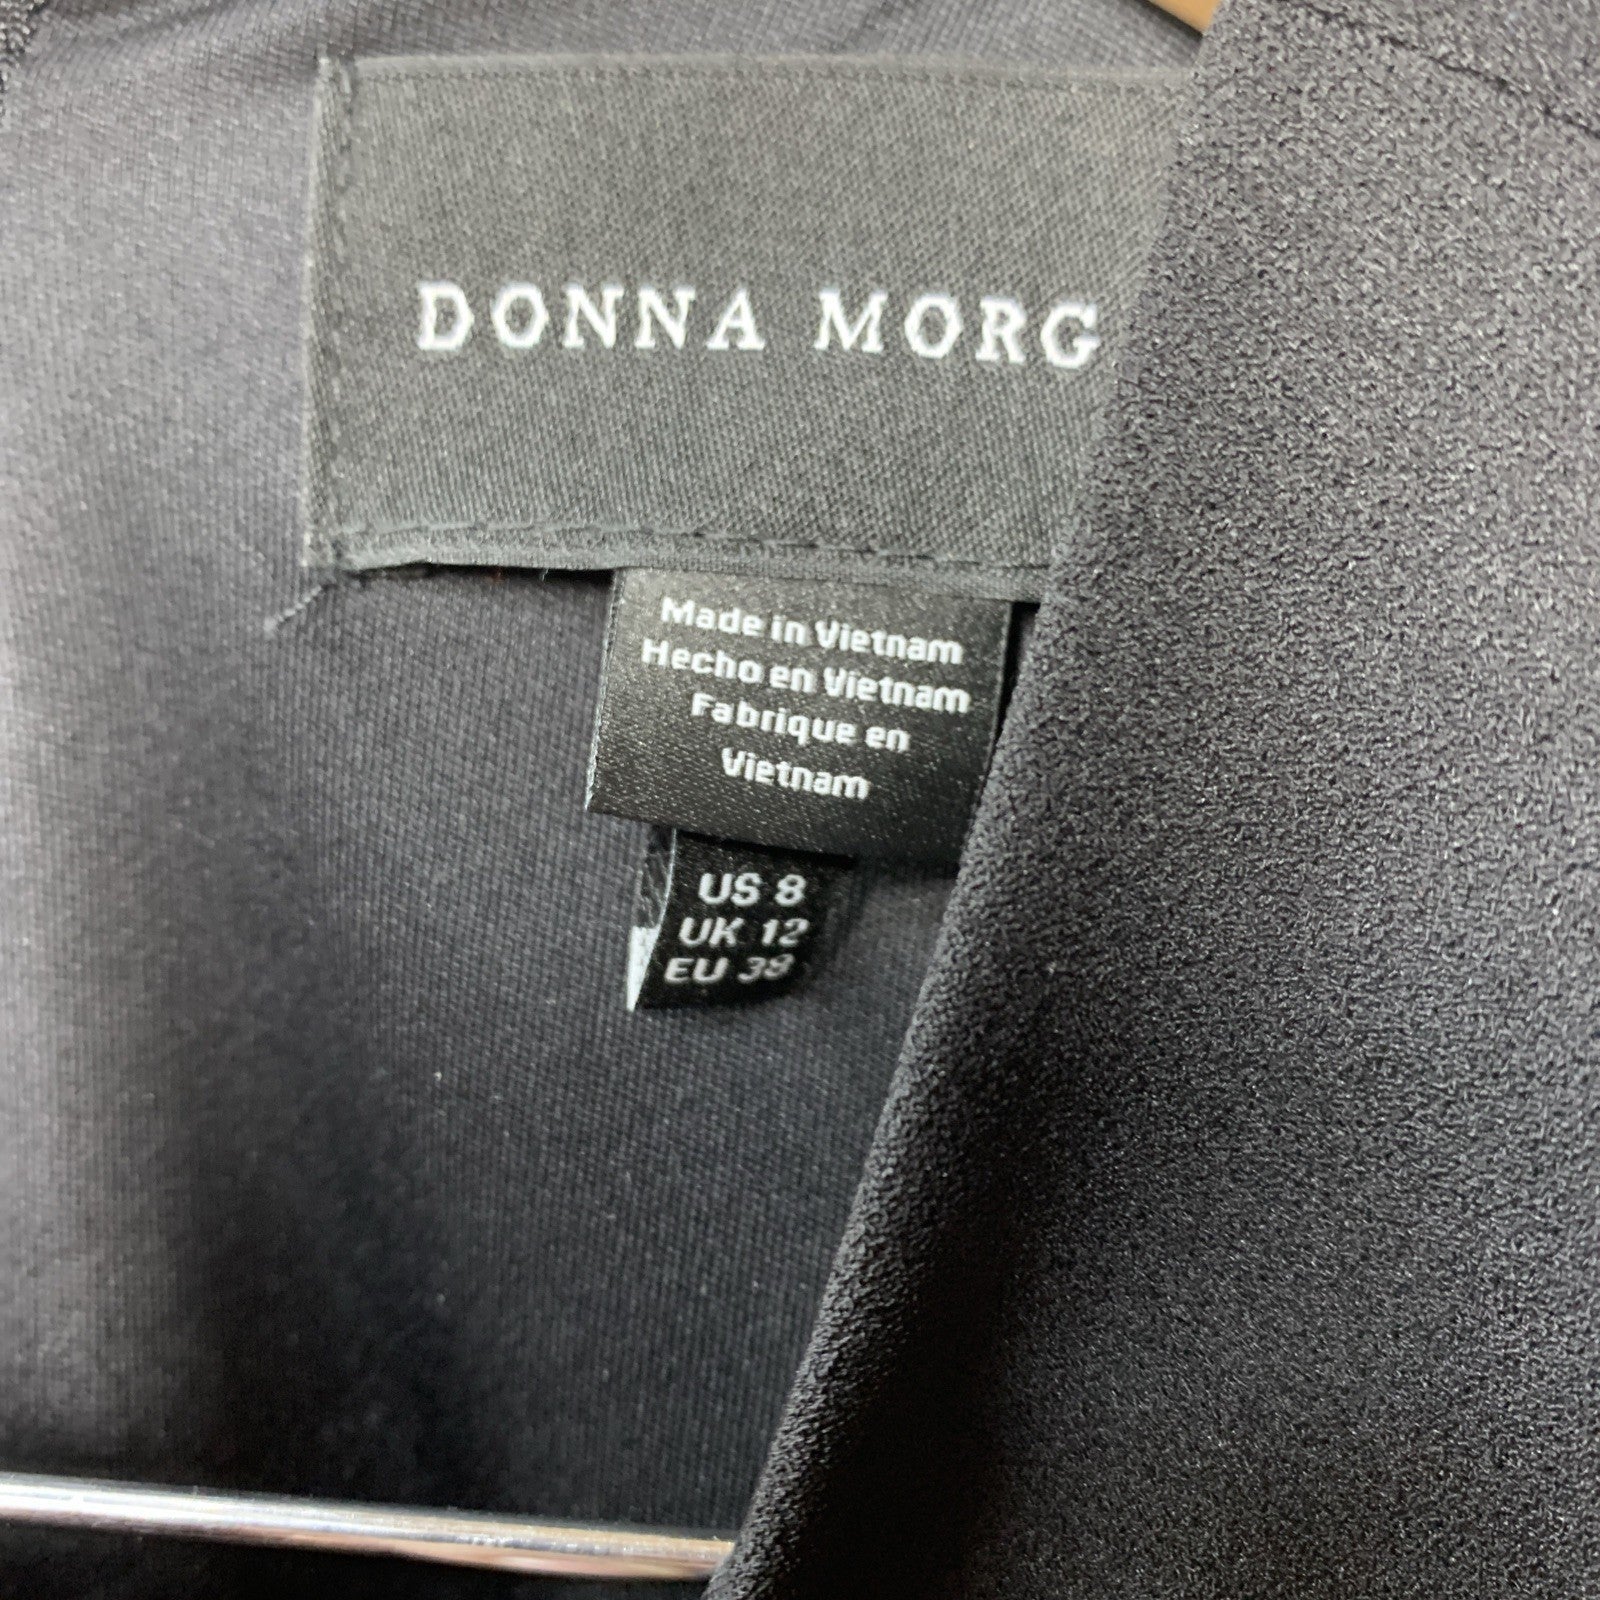 DONNA MORG
Made in Vietnam
Hecho en Vietnam
Fabrique en
Vietnam
US 8
UK 12
EU 38